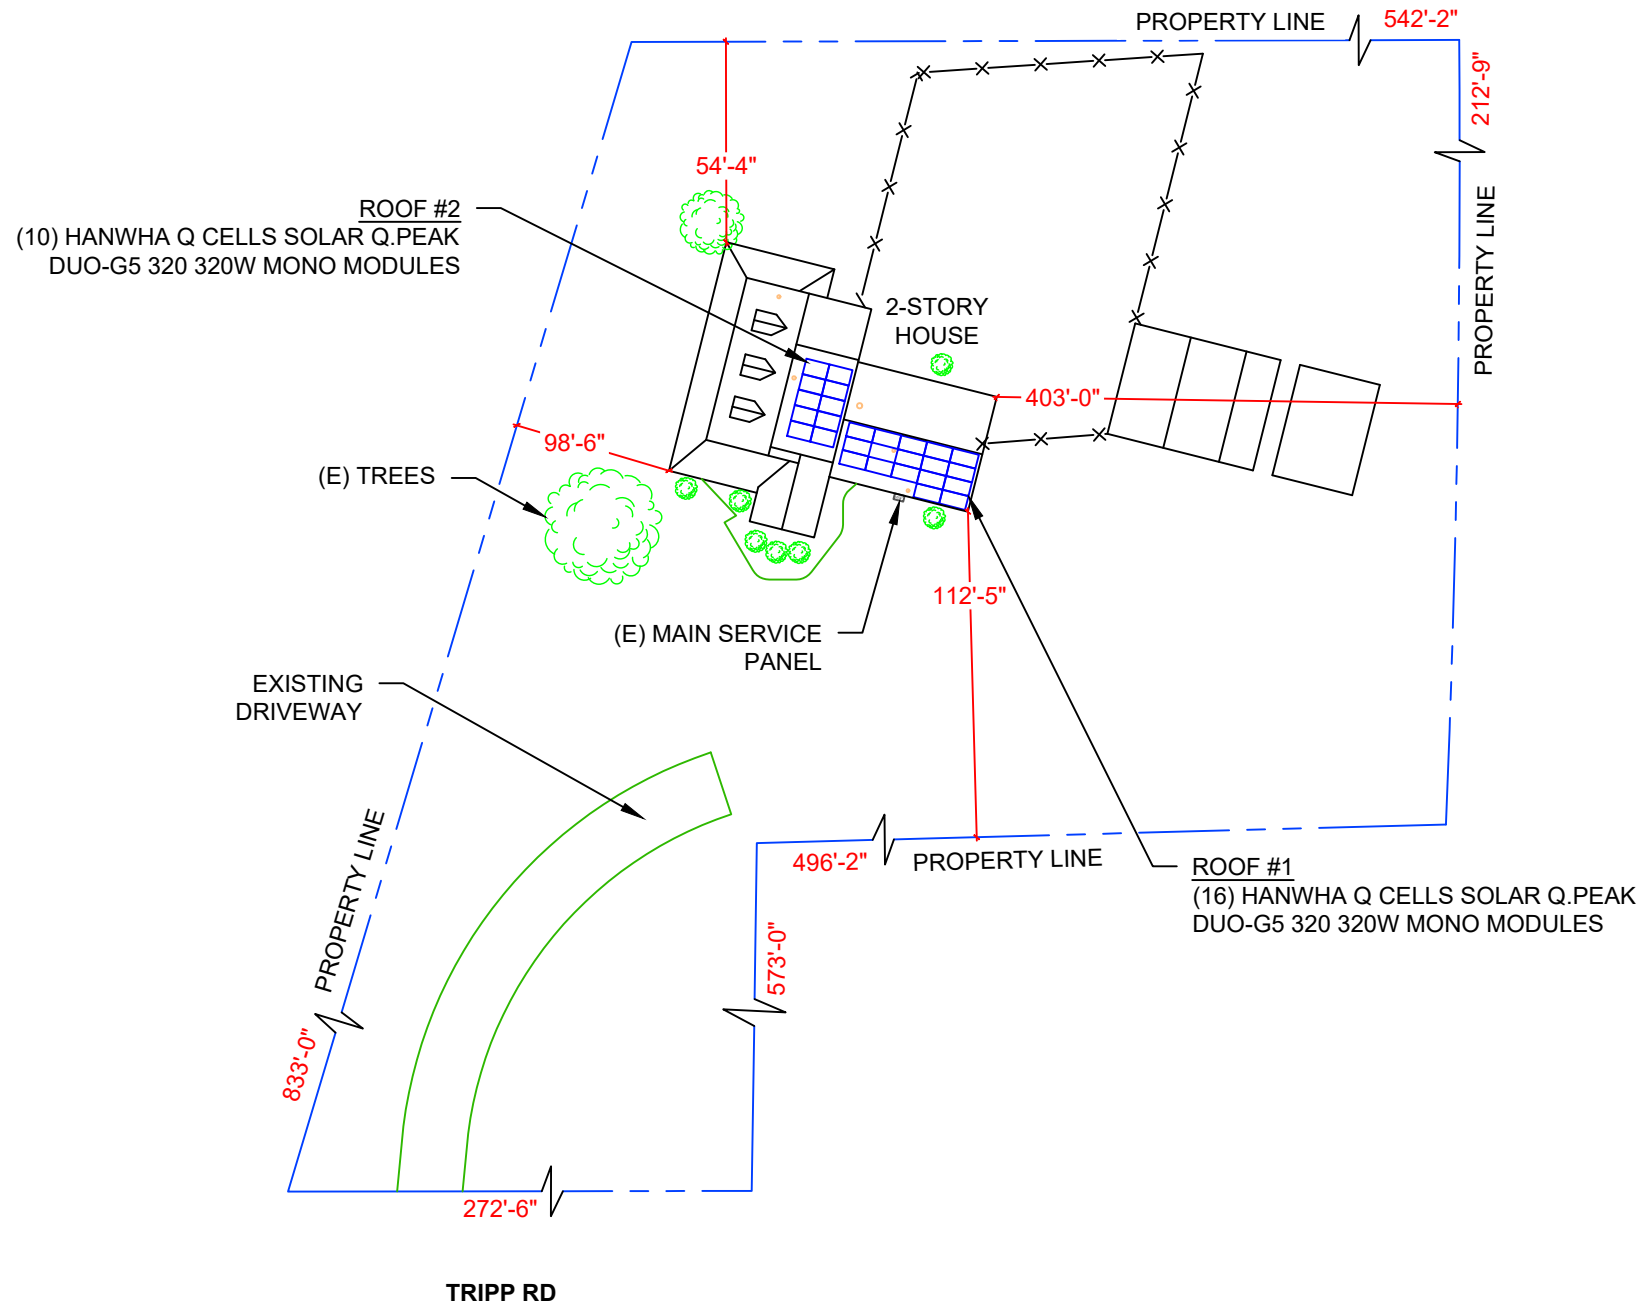 PROPERTY LINE
542'-2"
212'-9"
54'-4"
ROOF #2
(10) HANWHA Q CELLS SOLAR Q.PEAK
DUO-G5 320 320W MONO MODULES
PROPERTY LINE
2-STORY
HOUSE
403'-0"
98'-6"
(E) TREES
112'-5"
(E) MAIN SERVICE
PANEL
EXISTING
DRIVEWAY
PROPERTY LINE
496'-2"
PROPERTY LINE
ROOF #1
(16) HANWHA Q CELLS SOLAR Q.PEAK
DUO-G5 320 320W MONO MODULES
573'-0"
833'-0"
272'-6"
TRIPP RD